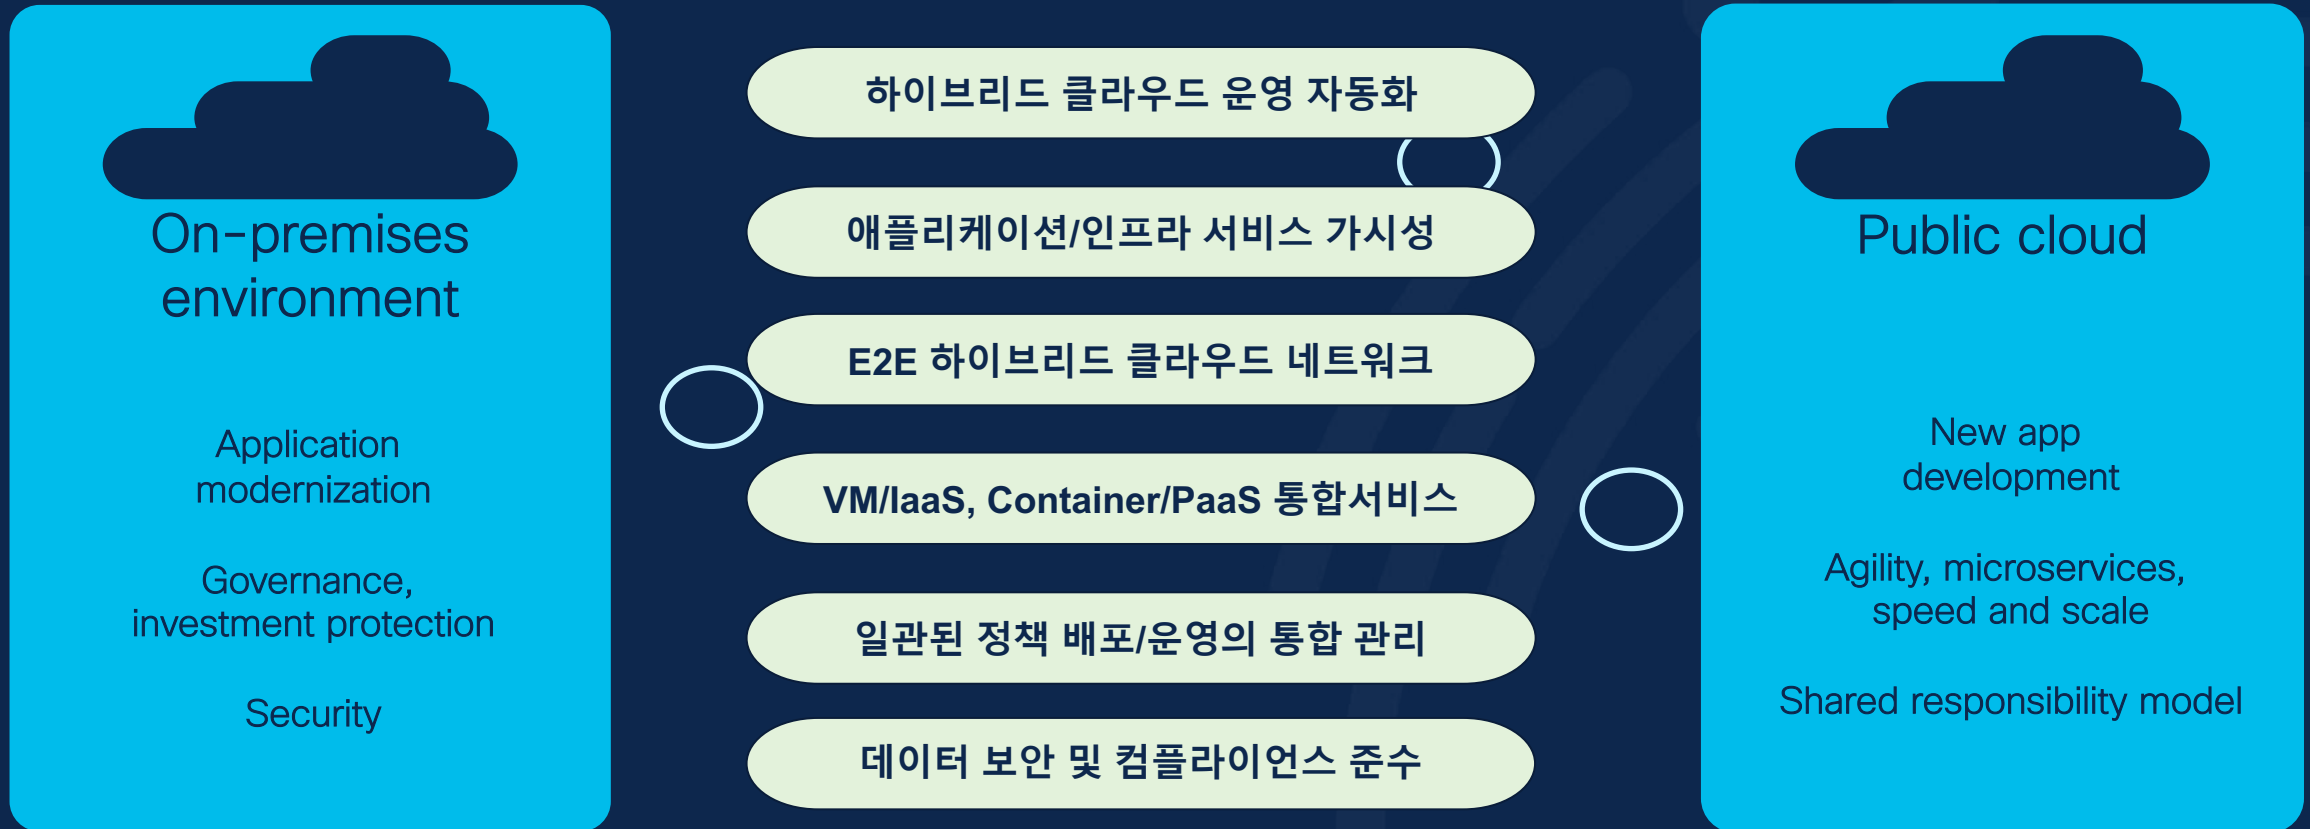 On-premises
environment
Application
modernization
Governance,
investment protection
Security
하이브리드 클라우드 운영 자동화
애플리케이션/인프라 서비스 가시성
E2E 하이브리드 클라우드 네트워크
VM/IaaS, Container/PaaS 통합서비스
일관된 정책 배포/운영의 통합 관리
데이터 보안 및 컴플라이언스 준수
Public cloud
New app
development
Agility, microservices,
speed and scale
Shared responsibility model